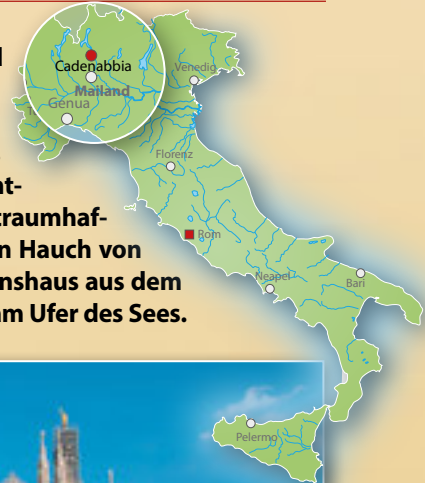 Cadenabbia
Venedig
Mailand
Genua
Florenz
traumhaf-
n Hauch von
Rom
nshaus aus dem
Neapel
Bari
am Ufer des Sees.
Pelermo